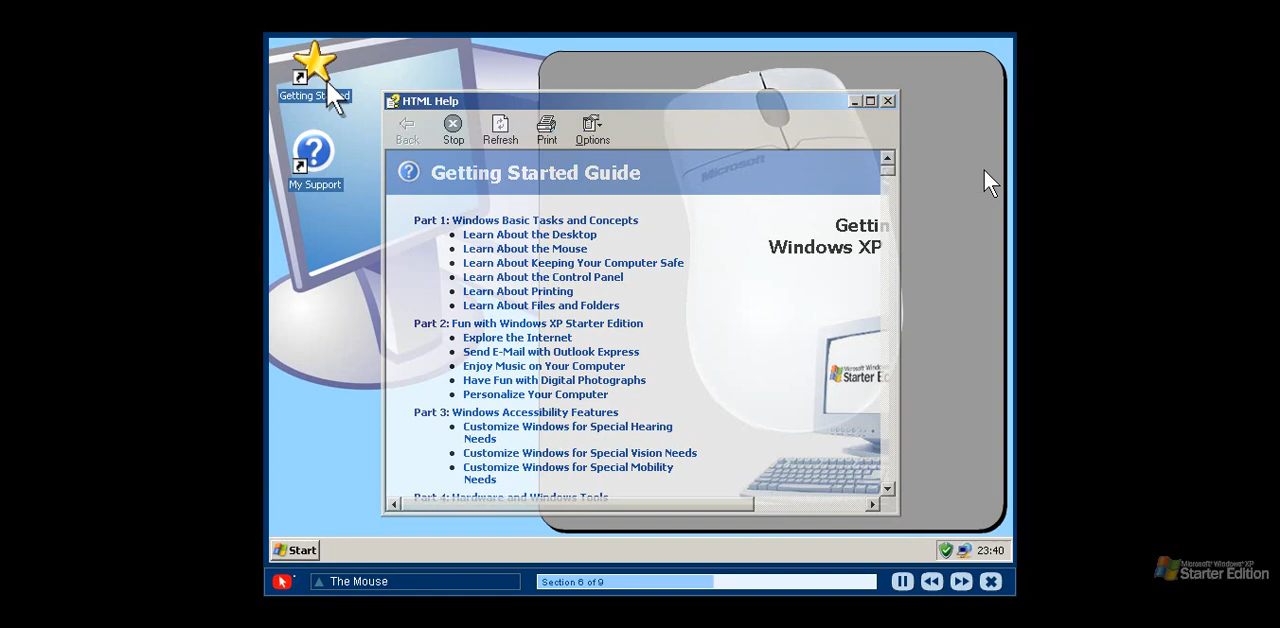 Getting Started
My Support
HTML Help
Back
Stop
Refresh
Print
Options
Microsoft
Getting Started Guide
Part 1: Windows Basic Tasks and Concepts
Learn About the Desktop
Learn About the Mouse
Learn About Keeping Your Computer Safe
Learn About the Control Panel
Learn About Printing
Learn About Files and Folders
Part 2: Fun with Windows XP Starter Edition
Explore the Internet
Send E-Mail with Outlook Express
Enjoy Music on Your Computer
Have Fun with Digital Photographs
Personalize Your Computer
Part 3: Windows Accessibility Features
Customize Windows for Special Hearing
Needs
Customize Windows for Special Vision Needs
Customize Windows for Special Mobility
Needs
Part 4: Hardware and Windows Tools
Gettin
Windows XP
Microsoft Window
Starter Ed
Start
23:40
The Mouse
Section 6 of 9
Microsoft Windows XP
Starter Edition